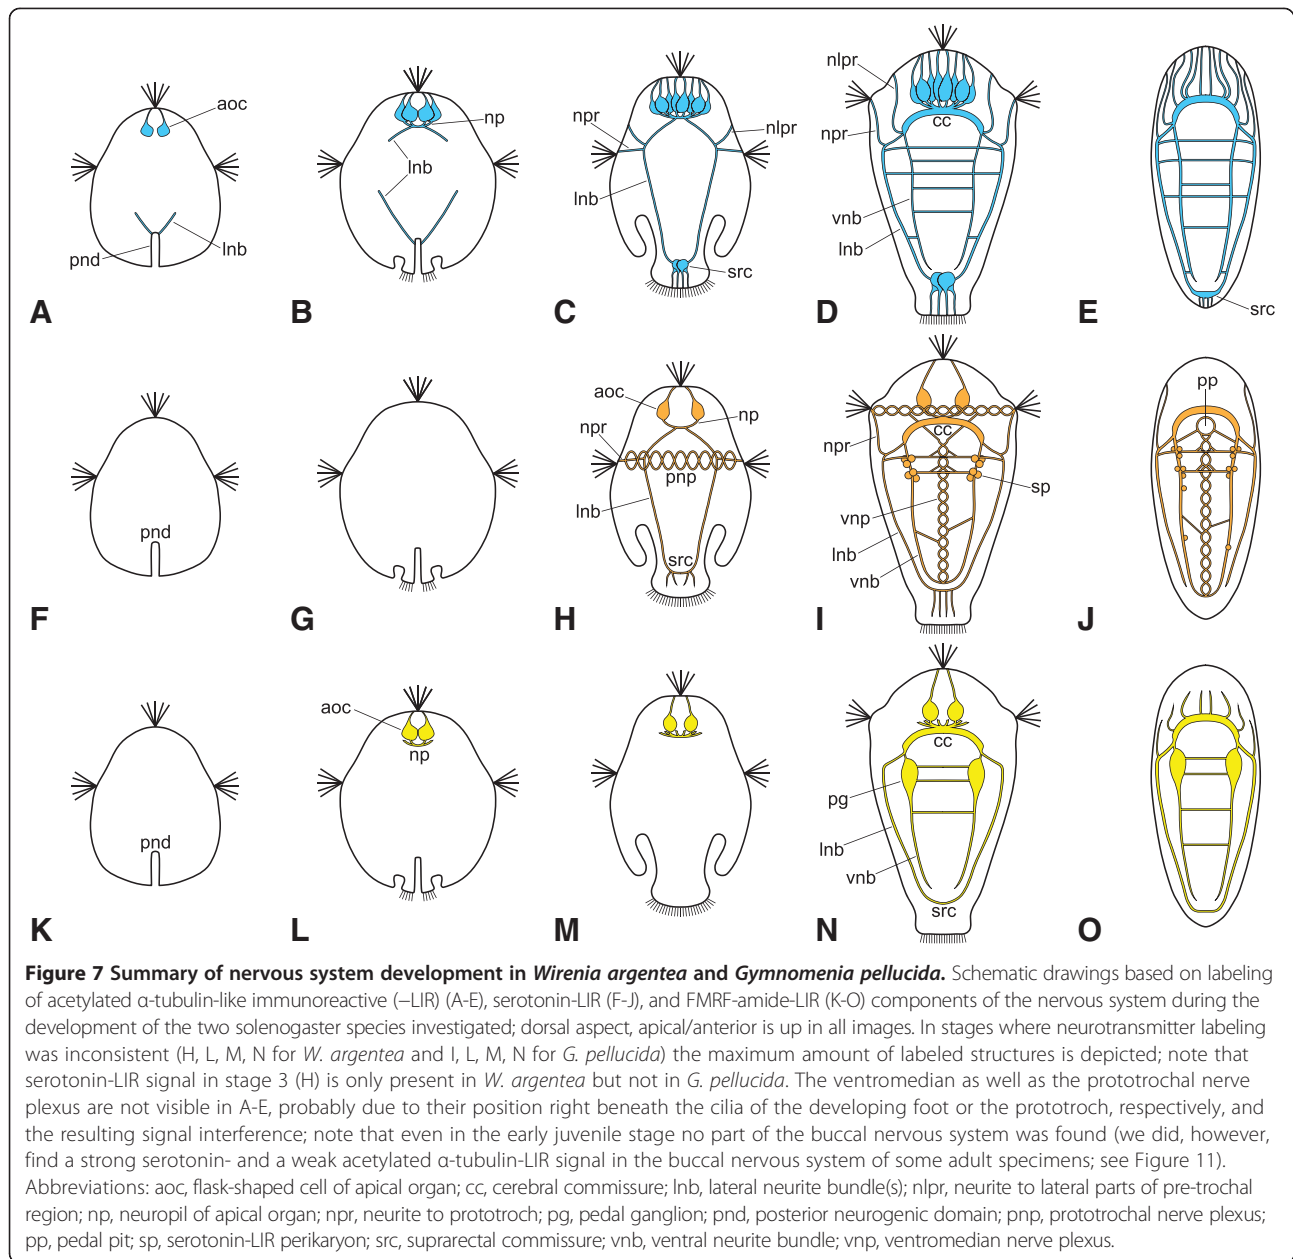 aoc
pnd
lnb
A
np
lnb
B
npr
nlpr
lnb
src
C
nlpr
npr
cc
vnb
lnb
D
src
E
pnd
F
G
aoc
np
npr
pnp
lnb
src
H
npr
cc
sp
vnp
lnb
vnb
I
pp
J
pnd
K
aoc
np
L
M
cc
pg
lnb
vnb
src
N
O
Figure 7 Summary of nervous system development in Wirenia argentea and Gymnomenia pellucida. Schematic drawings based on labeling
of acetylated α-tubulin-like immunoreactive (−LIR) (A-E), serotonin-LIR (F-J), and FMRF-amide-LIR (K-O) components of the nervous system during the
development of the two solenogaster species investigated; dorsal aspect, apical/anterior is up in all images. In stages where neurotransmitter labeling
was inconsistent (H, L, M, N for W. argentea and I, L, M, N for G. pellucida) the maximum amount of labeled structures is depicted; note that
serotonin-LIR signal in stage 3 (H) is only present in W. argentea but not in G. pellucida. The ventromedian as well as the prototrochal nerve
plexus are not visible in A-E, probably due to their position right beneath the cilia of the developing foot or the prototroch, respectively, and
the resulting signal interference; note that even in the early juvenile stage no part of the buccal nervous system was found (we did, however,
find a strong serotonin- and a weak acetylated α-tubulin-LIR signal in the buccal nervous system of some adult specimens; see Figure 11).
Abbreviations: aoc, flask-shaped cell of apical organ; cc, cerebral commissure; lnb, lateral neurite bundle(s); nlpr, neurite to lateral parts of pre-trochal
region; np, neuropil of apical organ; npr, neurite to prototroch; pg, pedal ganglion; pnd, posterior neurogenic domain; pnp, prototrochal nerve plexus;
pp, pedal pit; sp, serotonin-LIR perikaryon; src, suprarectal commissure; vnb, ventral neurite bundle; vnp, ventromedian nerve plexus.